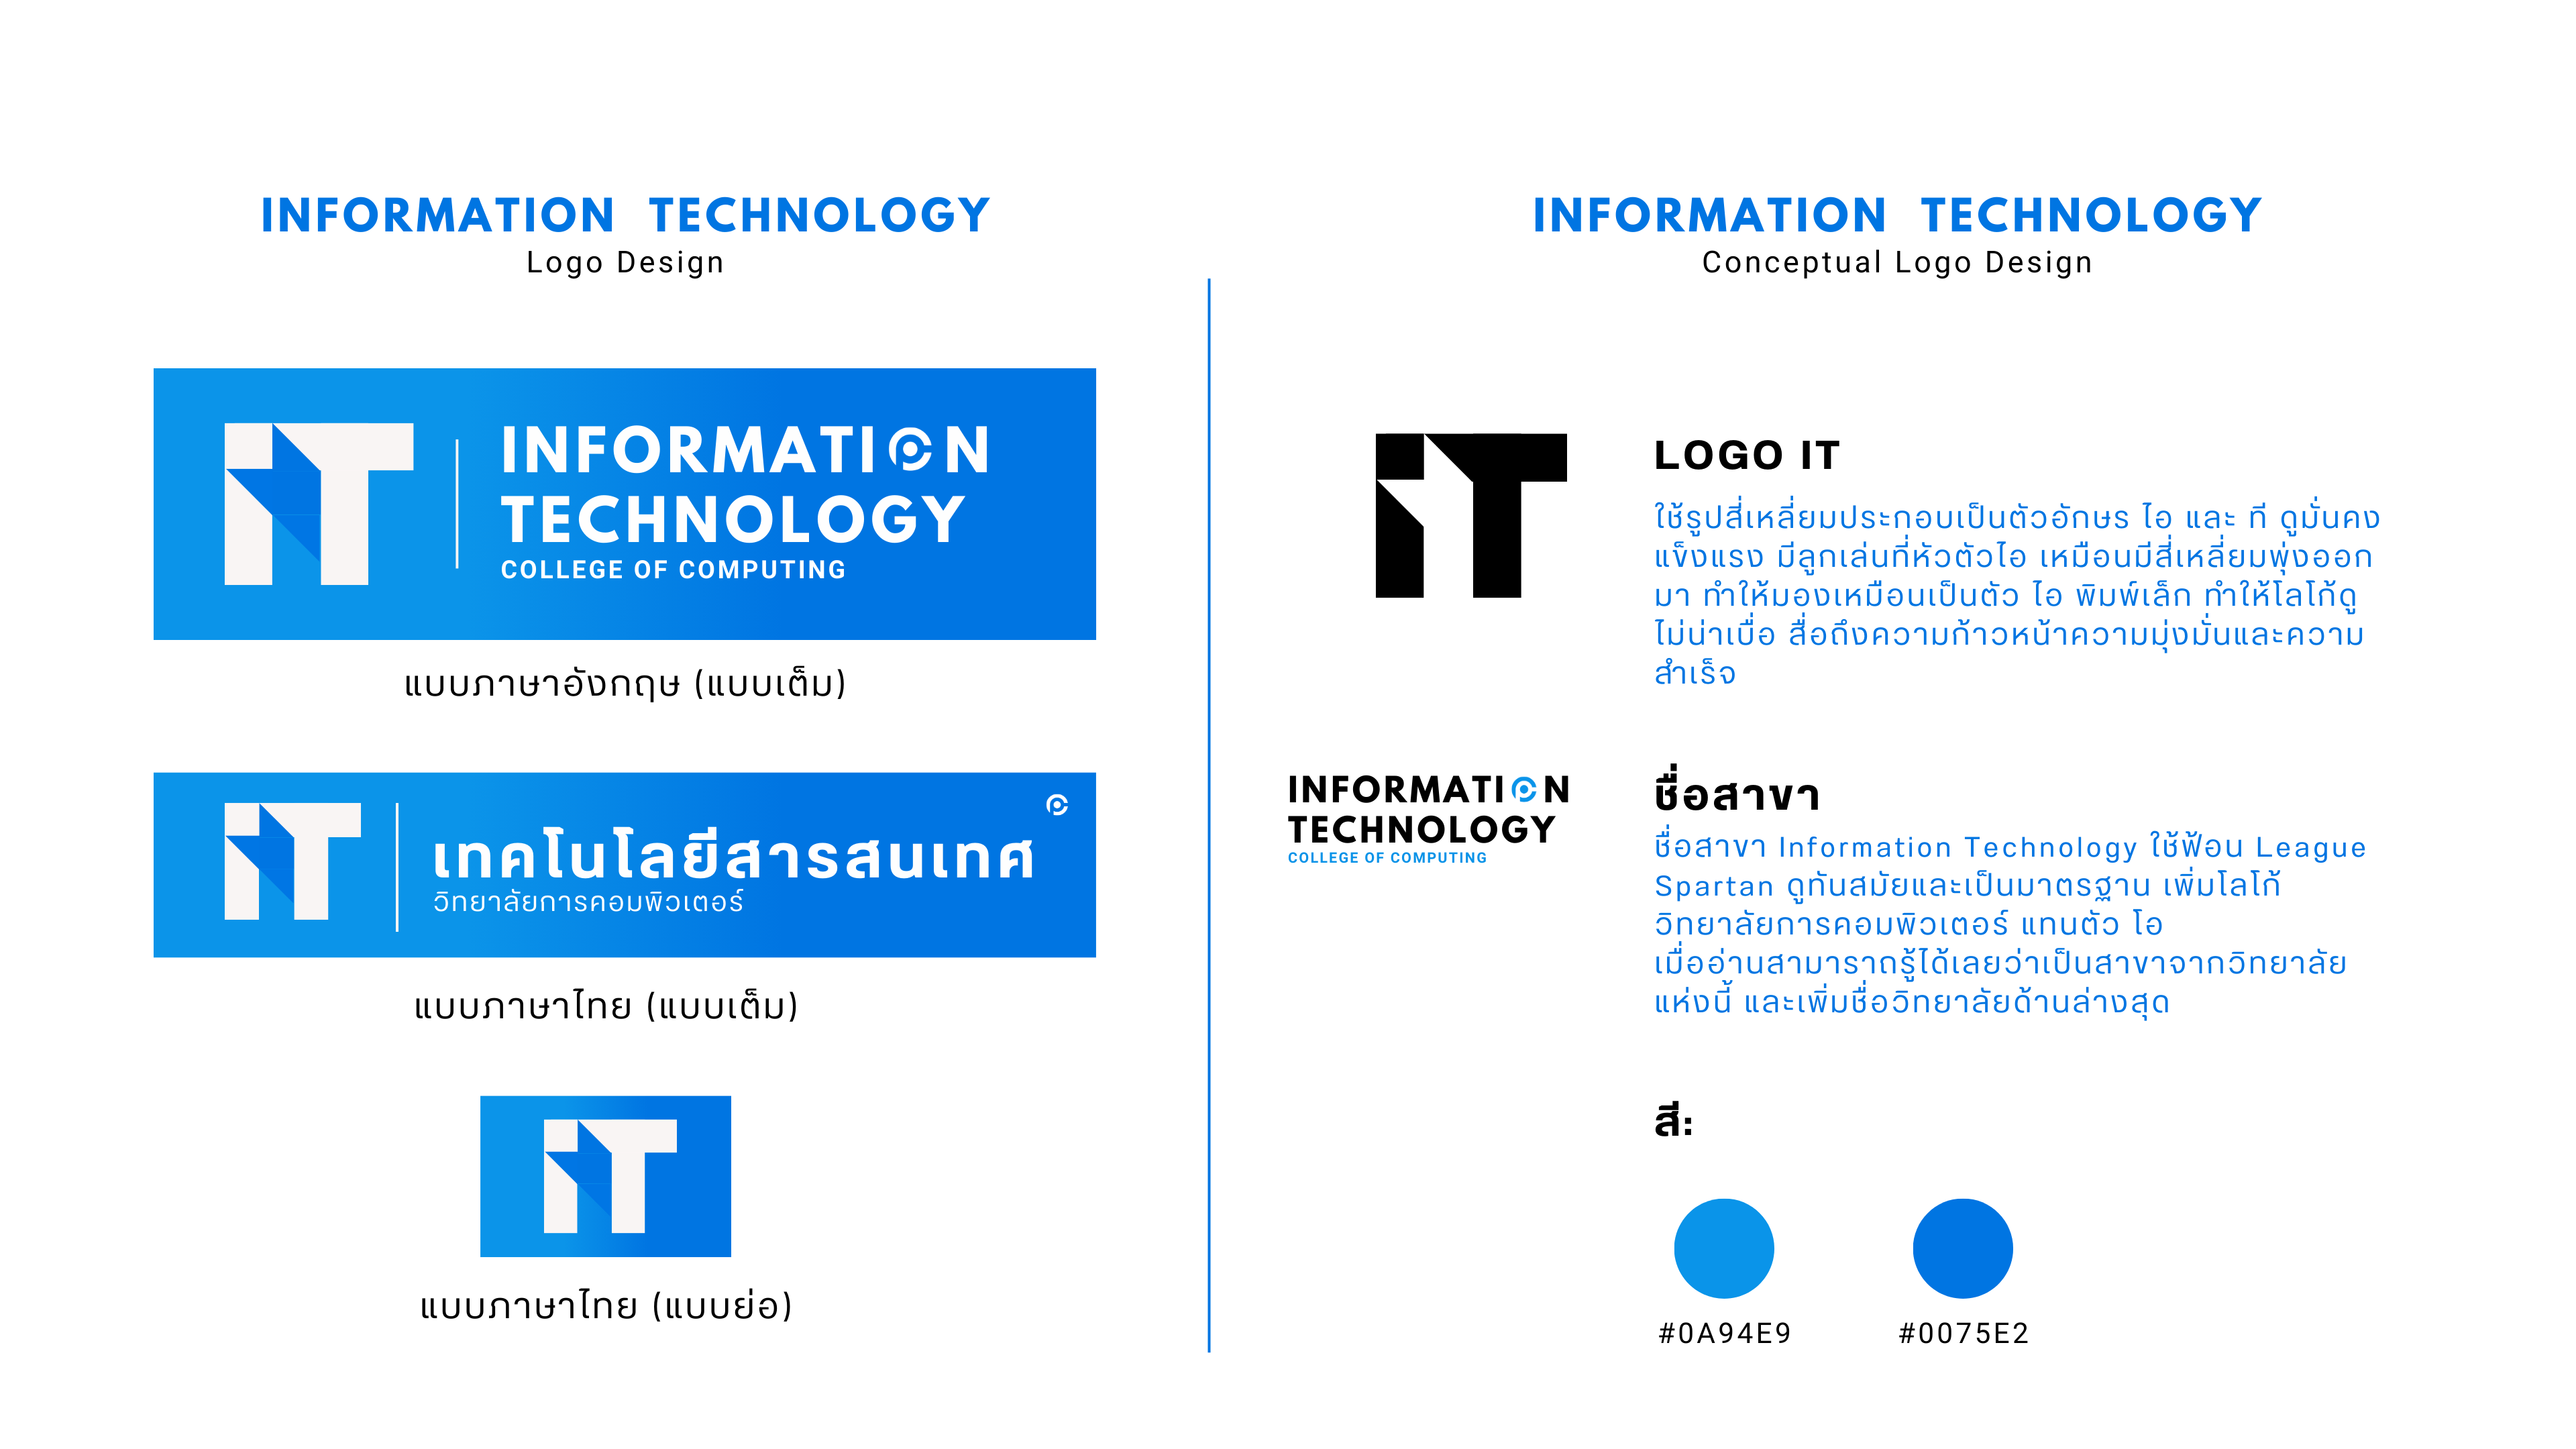 INFORMATION TECHNOLOGY
Logo Design
iT
INFORMATION
TECHNOLOGY
COLLEGE OF COMPUTING
แบบภาษาอังกฤษ (แบบเต็ม)
iT
เทคโนโลยีสารสนเทศ
วิทยาลัยการคอมพิวเตอร์
แบบภาษาไทย (แบบเต็ม)
iT
แบบภาษาไทย (แบบย่อ)
INFORMATION TECHNOLOGY
Conceptual Logo Design
iT
LOGO IT
ใช้รูปสี่เหลี่ยมประกอบเป็นตัวอักษร ไอ และ ที ดูมั่นคง
แข็งแรง มีลูกเล่นที่หัวตัวไอ เหมือนมีสี่เหลี่ยมพุ่งออก
มา ทำให้มองเหมือนเป็นตัว ไอ พิมพ์เล็ก ทำให้โลโก้ดู
ไม่น่าเบื่อ สื่อถึงความก้าวหน้าความมุ่งมั่นและความ
สำเร็จ
INFORMATION
TECHNOLOGY
COLLEGE OF COMPUTING
ชื่อสาขา
ชื่อสาขา Information Technology ใช้ฟ้อน League
Spartan ดูทันสมัยและเป็นมาตรฐาน เพิ่มโลโก้
วิทยาลัยการคอมพิวเตอร์ แทนตัว โอ
เมื่ออ่านสามาราถรู้ได้เลยว่าเป็นสาขาจากวิทยาลัย
แห่งนี้ และเพิ่มชื่อวิทยาลัยด้านล่างสุด
สี:
#0A94E9
#0075E2